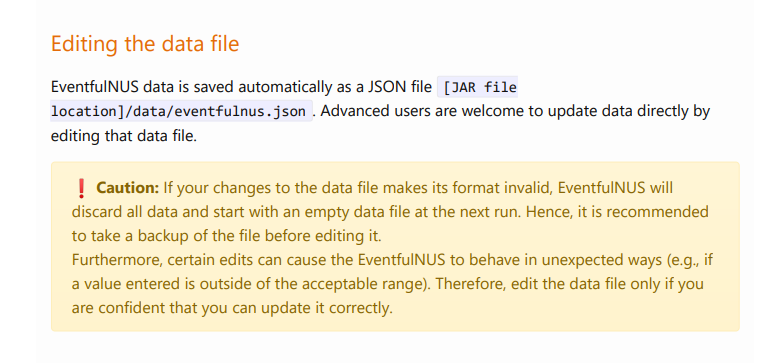 Editing the data file
EventfulNUS data is saved automatically as a JSON file [JAR file
location]/data/eventfulnus.json . Advanced users are welcome to update data directly by
editing that data file.
❗ Caution: If your changes to the data file makes its format invalid, EventfulNUS will
discard all data and start with an empty data file at the next run. Hence, it is recommended
to take a backup of the file before editing it.
Furthermore, certain edits can cause the EventfulNUS to behave in unexpected ways (e.g., if
a value entered is outside of the acceptable range). Therefore, edit the data file only if you
are confident that you can update it correctly.